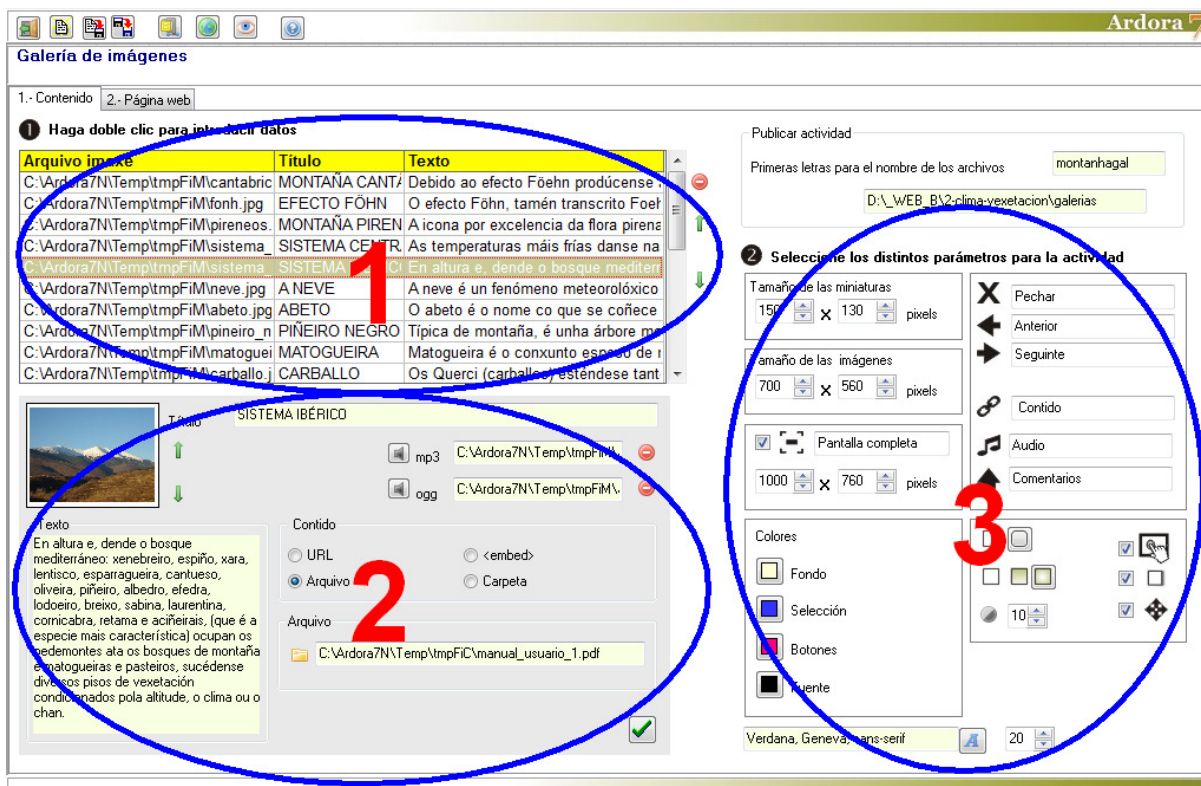 Ardora 7
Galería de imágenes
1.- Contenido 2.- Página web
1 Haga doble clic para introducir datos
Arquivo imaxe Título Texto
C:\Ardora7N\Temp\tmpFiM\cantabric MONTAÑA CANTA Debido ao efecto Föehn prodúcense
C:\Ardora7N\Temp\tmpFiM\fonh.jpg EFECTO FÖHN O efecto Föhn, tamén transcrito Foeh
C:\Ardora7N\Temp\tmpFiM\pireneos. MONTAÑA PIREN A icona por excelencia da flora pirena
C:\Ardora7N\Temp\tmpFiM\sistema_ SISTEMA CENTR As temperaturas máis frías danse na
C:\Ardora7N\Temp\tmpFiM\sistema_ SISTEMA En altura e, dende o bosque mediterr
C:\Ardora7N\Temp\tmpFiM\neve.jpg A NEVE A neve é un fenómeno meteorolóxico
C:\Ardora7N\Temp\tmpFiM\abeto.jpg ABETO O abeto é o nome co que se coñece
C:\Ardora7N\Temp\tmpFiM\pineiro_n PIÑEIRO NEGRO Típica de montaña, é unha árbore
C:\Ardora7N\Temp\tmpFiM\matoguei MATOGUEIRA Matogueira é o conxunto espeso de
C:\Ardora7N\Temp\tmpFiM\carballo.j CARBALLO Os Querci (carballos) esténdese tant
1
Título SISTEMA IBÉRICO
mp3 C:\Ardora7N\Temp\tmpFiM\
ogg C:\Ardora7N\Temp\tmpFiM\
Texto
En altura e, dende o bosque
mediterráneo: xenebreiro, espiño, xara,
lentisco, esparragueira, cantueso,
oliveira, piñeiro, albedro, efedra,
lodoeiro, breixo, sabina, laurentina,
cornicabra, retama e aciñeirais, (que é a
especie mais característica) ocupan os
pedemontes ata os bosques de montaña
e matogueiras e pasteiros, sucédense
diversos pisos de vexetación
condicionados pola altitude, o clima ou o
chan.
Contido
URL <embed>
Arquivo Carpeta
Arquivo
C:\Ardora7N\Temp\tmpFiC\manual_usuario_1.pdf
2
Publicar actividad
Primeras letras para el nombre de los archivos montanhagal
D:\_WEB_B\2-clima-vexetacion\galerias
2 Seleccione los distintos parámetros para la actividad
Tamaño de las miniaturas
150 x 130 pixels
Tamaño de las imágenes
700 x 560 pixels
Pantalla completa
1000 x 760 pixels
X Pechar
Anterior
Seguinte
Contido
Audio
Comentarios
3
Colores
Fondo
Selección
Botones
Fuente
10
Verdana, Geneva, sans-serif A 20